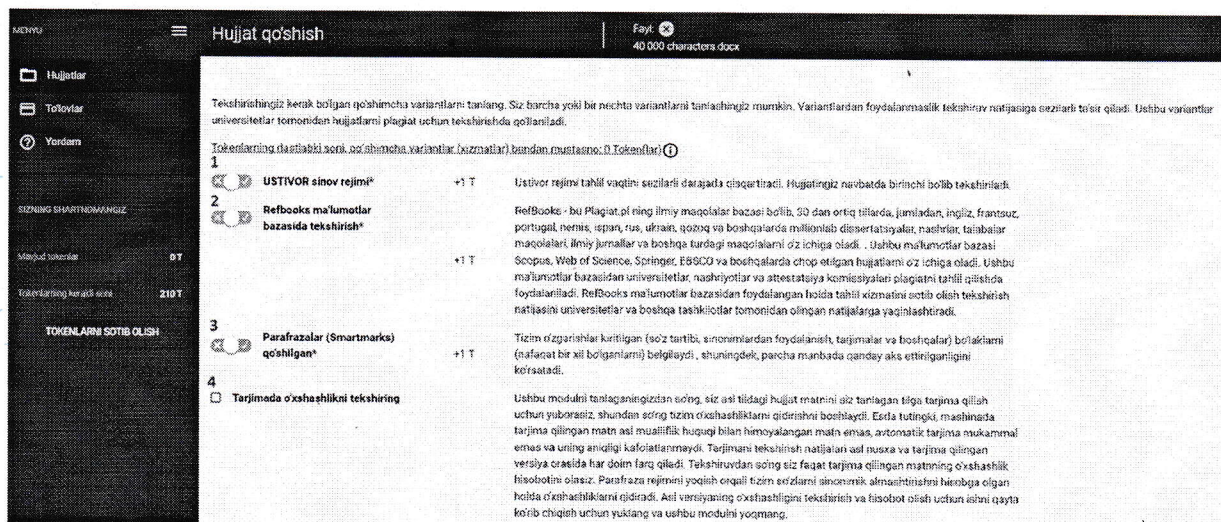 MENYU
Hujjat qo'shish
Fayl:
40 000 characters.docx
Hujjatlar
To'lovlar
Yordam
SIZNING SHARTNOMANGIZ
Mavjud tokenlar 0 T
Tokenlarning kerakli soni 210 T
TOKENLARNI SOTIB OLISH
Tekshirishingiz kerak bo'lgan qo'shimcha variantlarni tanlang. Siz barcha yoki bir nechta variantlarni tanlashingiz mumkin. Variantlardan foydalanmaslik tekshiruv natijasiga sezilarli ta'sir qiladi. Ushbu variantlar
universitetlar tomonidan hujjatlarni plagiat uchun tekshirishda qo'llaniladi.
Tokenlarning dastlabki soni, qo'shimcha variantlar (xizmatlar) bundan mustasno: 0 Token(lar)
1
USTIVOR sinov rejimi* +1 T
Ustivor rejimi tahlil vaqtini sezilarli darajada qisqartiradi. Hujjatingiz navbatda birinchi bo'lib tekshiriladi.
2
Refbooks ma'lumotlar
bazasida tekshirish*
+1 T
RefBooks - bu Plagiat.pl ning ilmiy maqolalar bazasi bo'lib, 30 dan ortiq tillarda, jumladan, ingliz, frantsuz,
portugal, nemis, ispan, rus, ukrain, qozoq va boshqalarda millionlab dissertatsiyalar, nashrlar, talabalar
maqolalari, ilmiy jurnallar va boshqa turdagi maqolalarni o'z ichiga oladi. . Ushbu ma'lumotlar bazasi
Scopus, Web of Science, Springer, EBSCO va boshqalarda chop etilgan hujjatlarni o'z ichiga oladi. Ushbu
ma'lumotlar bazasidan universitetlar, nashriyotlar va attestatsiya komissiyalari plagiatni tahlil qilishda
foydalaniladi. RefBooks ma'lumotlar bazasidan foydalangan holda tahlil xizmatini sotib olish tekshirish
natijasini universitetlar va boshqa tashkilotlar tomonidan olingan natijalarga yaqinlashtiradi.
3
Parafrazalar (Smartmarks)
qo'shilgan*
+1 T
Tizim o'zgarishlar kiritilgan (so'z tartibi, sinonimlardan foydalanish, tarjimalar va boshqalar) bo'laklarni
(nafaqat bir xil bo'lganlarni) belgilaydi , shuningdek, parcha manbada qanday aks ettirilganligini
ko'rsatadi.
4
Tarjimada o'xshashlikni tekshiring
Ushbu modulni tanlaganingizdan so'ng, siz asl tildagi hujjat matnini siz tanlagan tilga tarjima qilish
uchun yuborasiz, shundan so'ng tizim o'xshashliklarni qidirishni boshlaydi. Esda tutingki, mashinada
tarjima qilingan matn asl mualliflik huquqi bilan himoyalangan matn emas, avtomatik tarjima mukammal
emas va uning aniqligi kafolatlanmaydi. Tarjimani tekshirish natijalari asl nusxa va tarjima qilingan
versiya orasida har doim farq qiladi. Tekshiruvdan so'ng siz faqat tarjima qilingan matnning o'xshashlik
hisobotini olasiz. Parafraza rejimini yoqish orqali tizim so'zlarni sinonimik almashtirishni hisobga olgan
holda o'xshashliklarni qidiradi. Asl versiyaning o'xshashligini tekshirish va hisobot olish uchun ishni qayta
ko'rib chiqish uchun yuklang va ushbu modulni yoqmang.